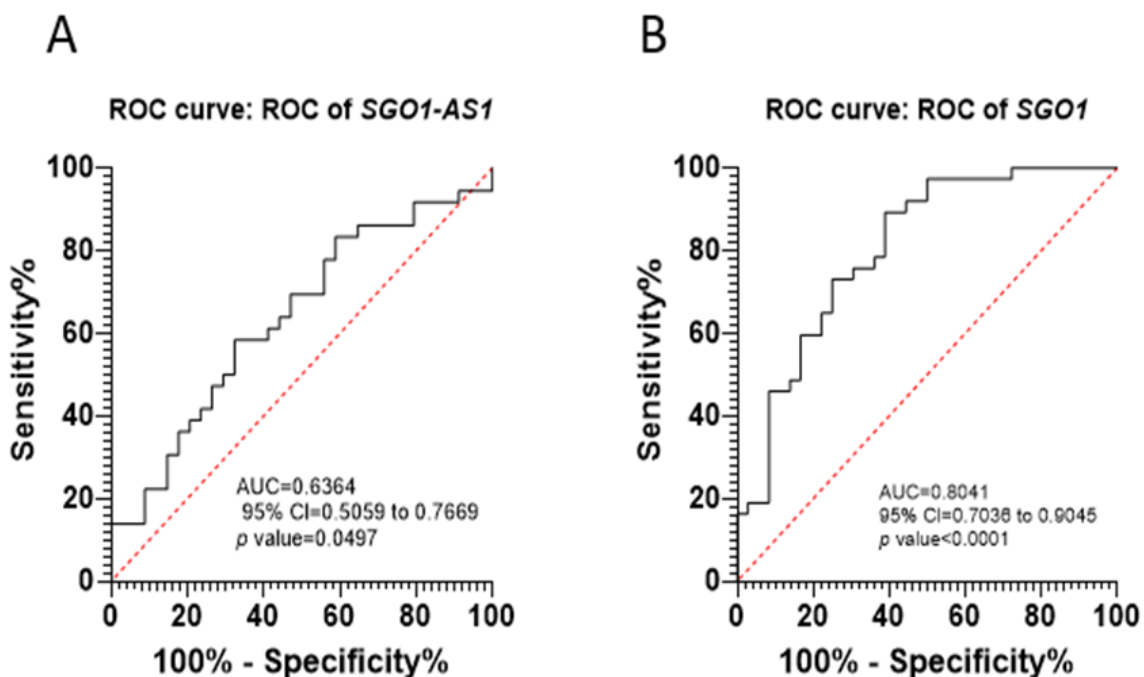 A
ROC curve: ROC of SGO1-AS1
100
80
60
40
20
0
Sensitivity%
AUC=0.6364
95% CI=0.5059 to 0.7669
p value=0.0497
0 20 40 60 80 100
100% - Specificity%
B
ROC curve: ROC of SGO1
100
80
60
40
20
0
Sensitivity%
AUC=0.8041
95% CI=0.7036 to 0.9045
p value<0.0001
0 20 40 60 80 100
100% - Specificity%